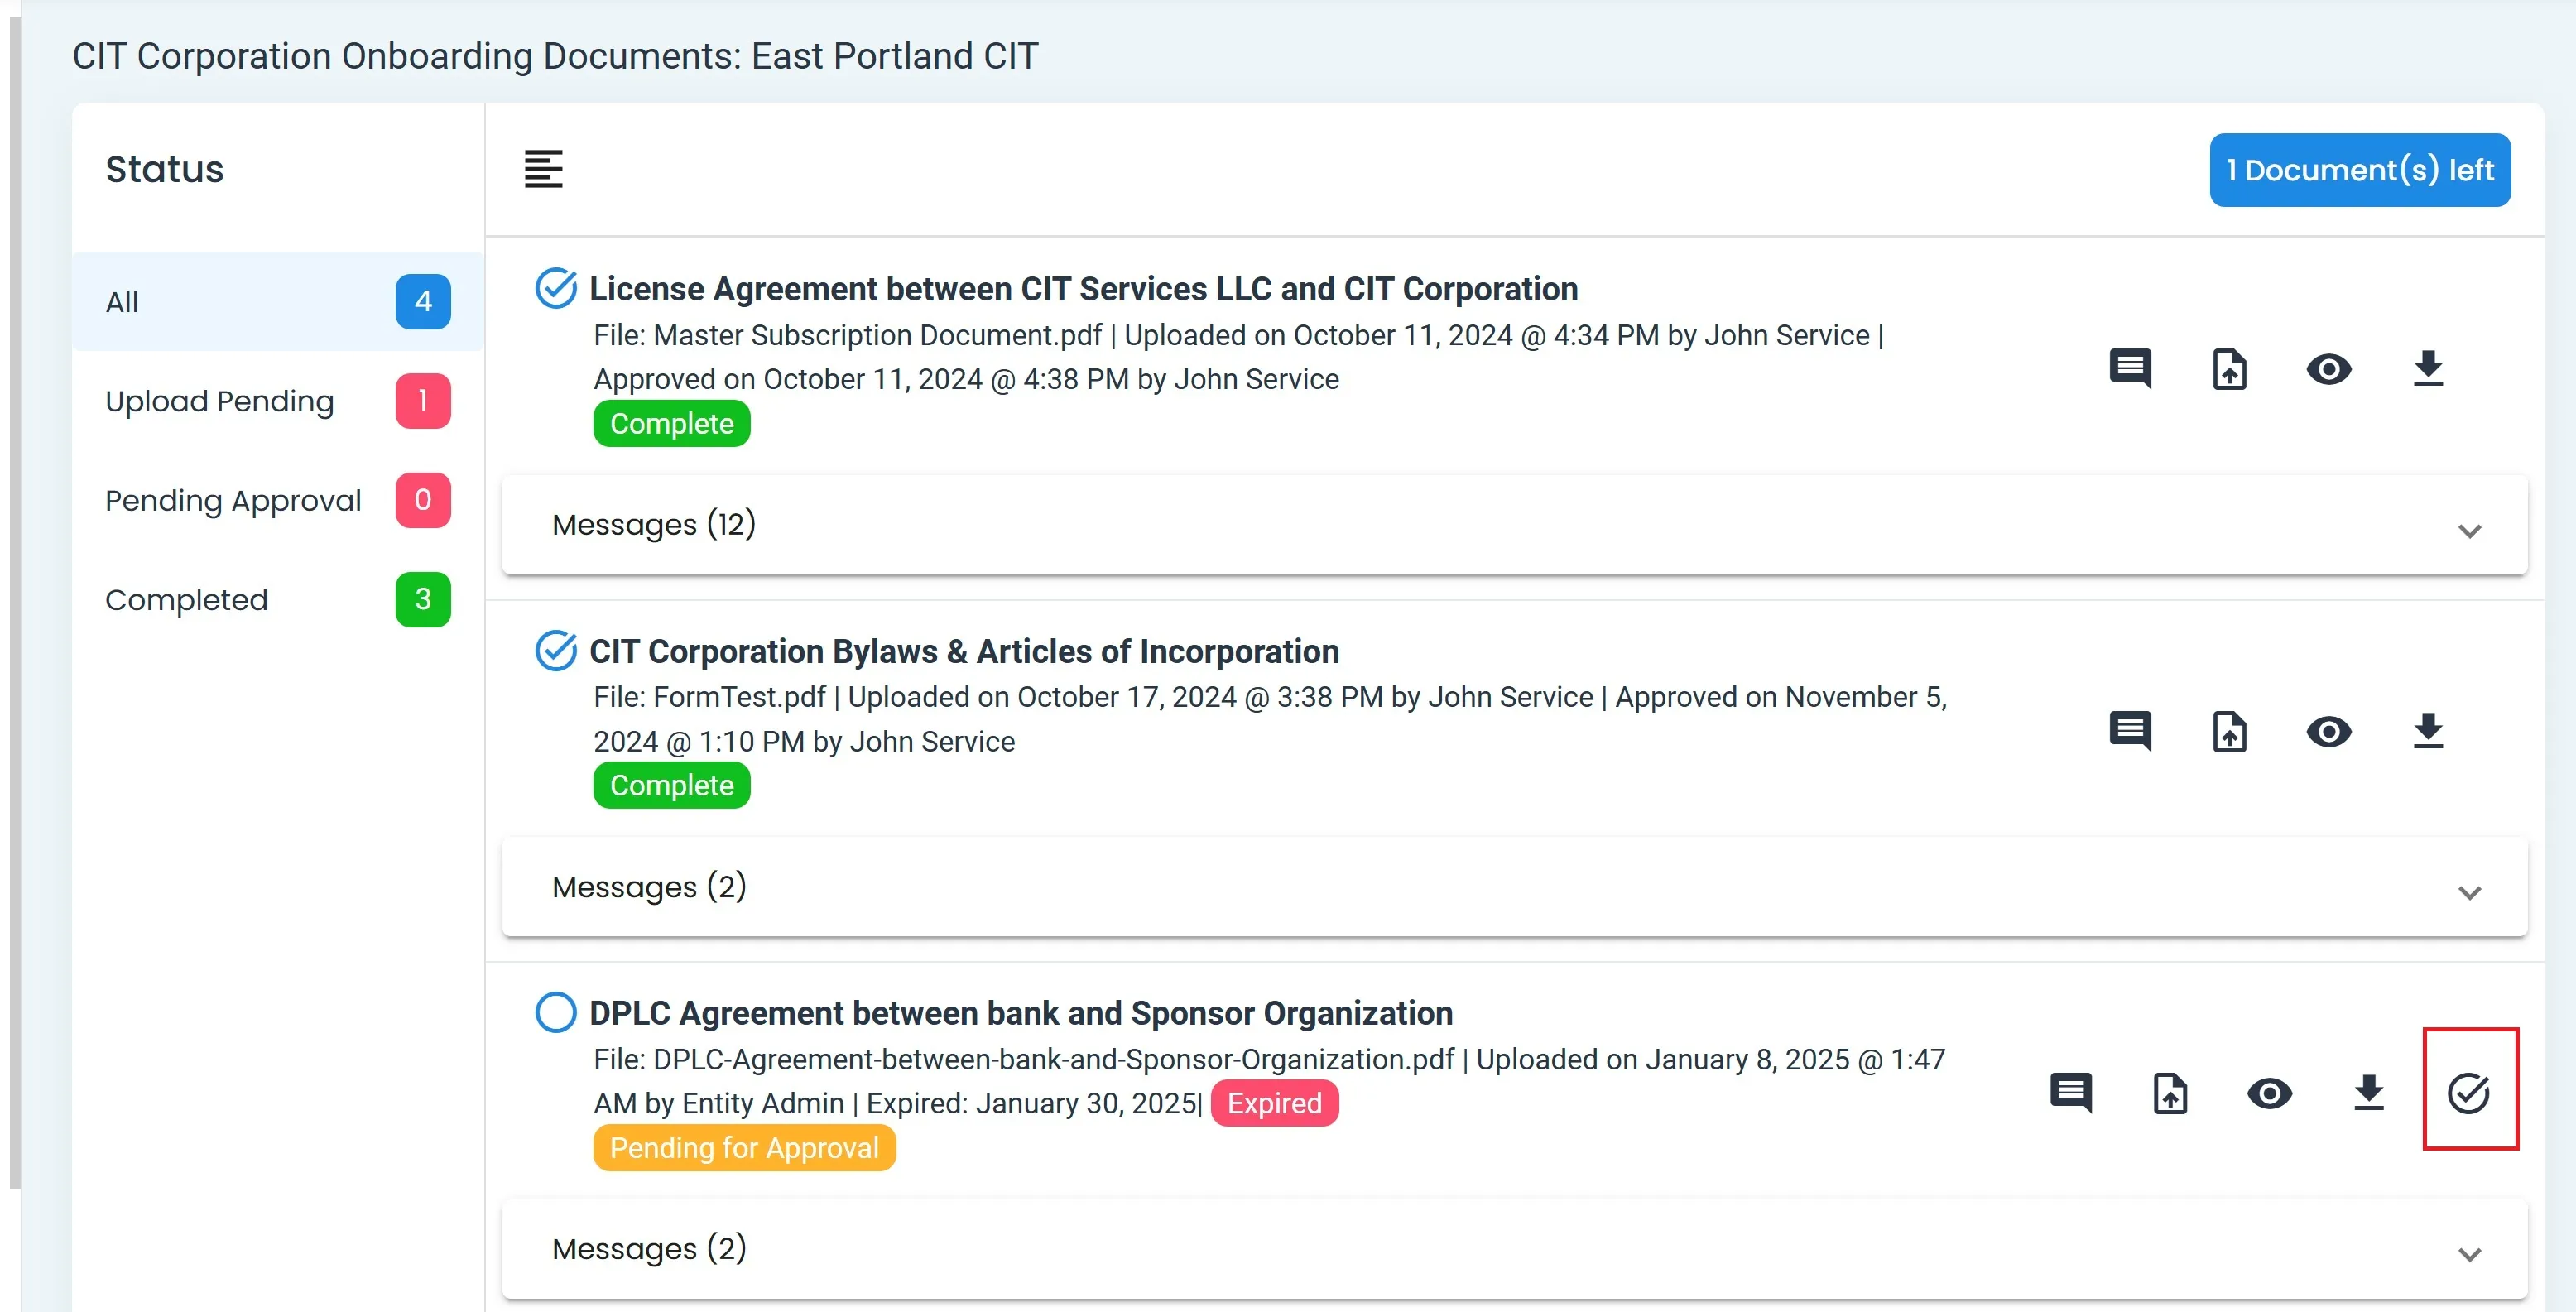 CIT Corporation Onboarding Documents: East Portland CIT
Status
1 Document(s) left
All 4
Upload Pending 1
Pending Approval 0
Completed 3
License Agreement between CIT Services LLC and CIT Corporation
File: Master Subscription Document.pdf | Uploaded on October 11, 2024 @ 4:34 PM by John Service |
Approved on October 11, 2024 @ 4:38 PM by John Service
Complete
Messages (12)
CIT Corporation Bylaws & Articles of Incorporation
File: FormTest.pdf | Uploaded on October 17, 2024 @ 3:38 PM by John Service | Approved on November 5,
2024 @ 1:10 PM by John Service
Complete
Messages (2)
DPLC Agreement between bank and Sponsor Organization
File: DPLC-Agreement-between-bank-and-Sponsor-Organization.pdf | Uploaded on January 8, 2025 @ 1:47
AM by Entity Admin | Expired: January 30, 2025| Expired
Pending for Approval
Messages (2)